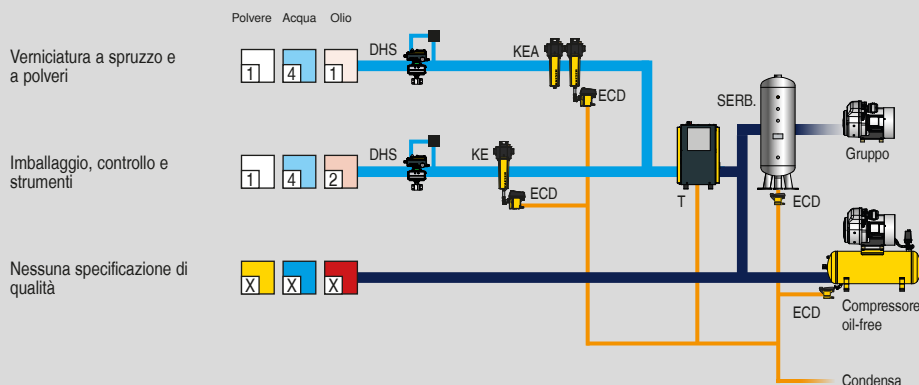 Polvere Acqua Olio
Verniciatura a spruzzo e
a polveri
1 4 1
DHS
KEA
ECD
SERB.
Gruppo
Imballaggio, controllo e
strumenti
1 4 2
DHS
KE
ECD
T
ECD
Nessuna specificazione di
qualità
X X X
ECD
Compressore
oil-free
Condensa